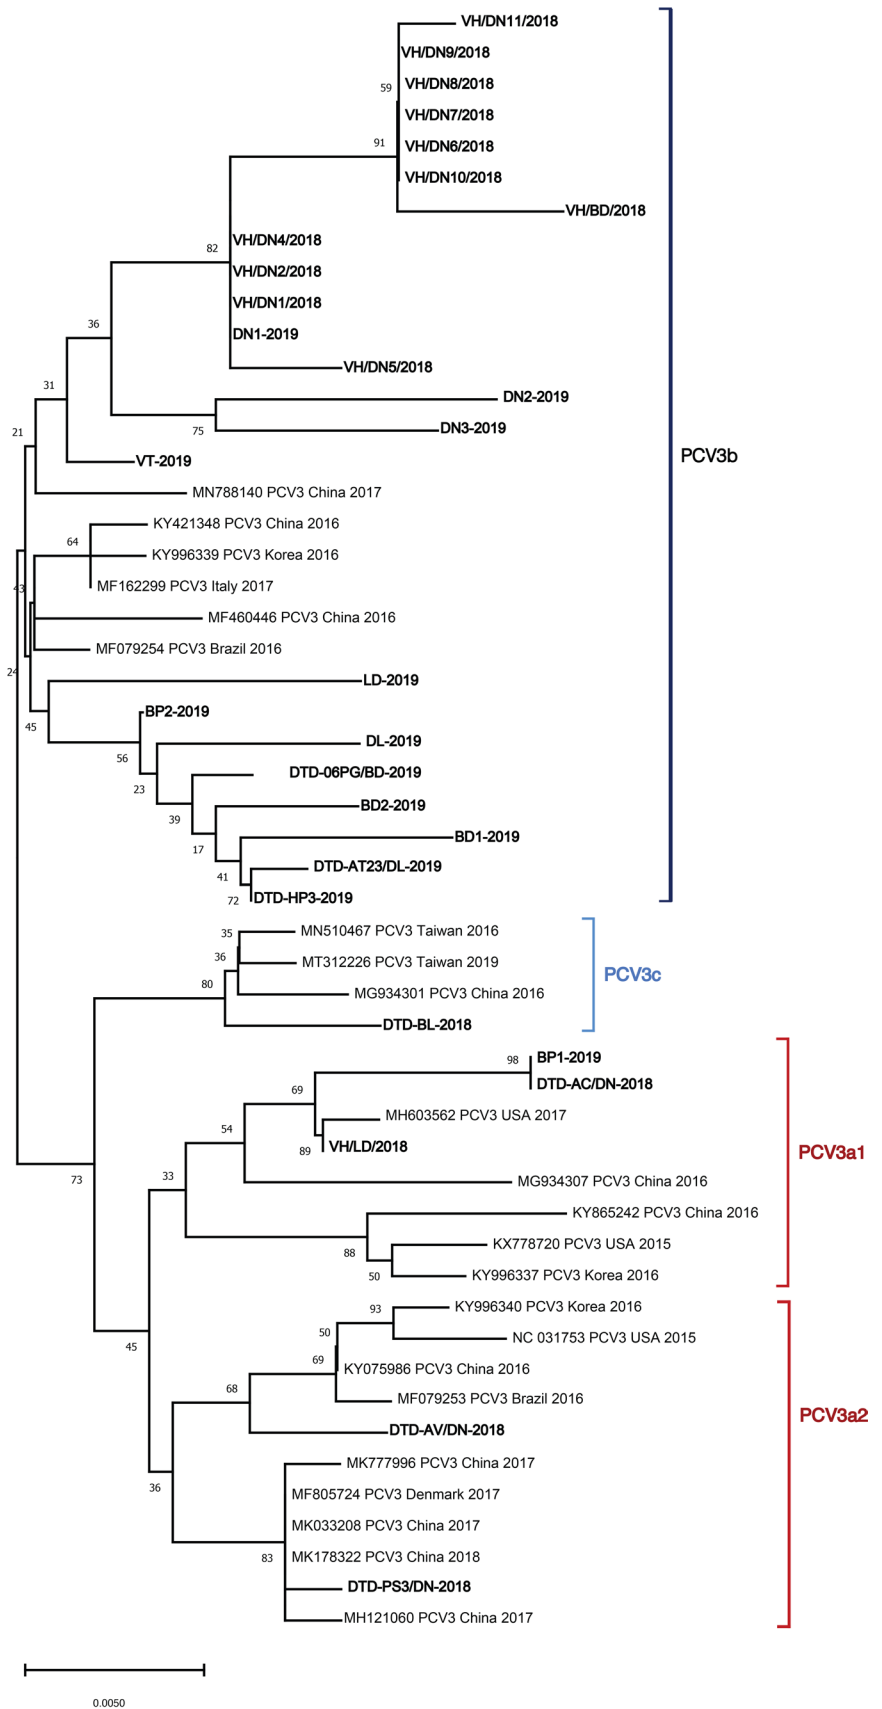 VH/DN11/2018
VH/DN9/2018
59
VH/DN8/2018
VH/DN7/2018
91
VH/DN6/2018
VH/DN10/2018
VH/BD/2018
VH/DN4/2018
82
VH/DN2/2018
VH/DN1/2018
36
DN1-2019
VH/DN5/2018
31
DN2-2019
21
75
DN3-2019
PCV3b
VT-2019
MN788140 PCV3 China 2017
KY421348 PCV3 China 2016
64
KY996339 PCV3 Korea 2016
43
MF162299 PCV3 Italy 2017
MF460446 PCV3 China 2016
MF079254 PCV3 Brazil 2016
24
LD-2019
BP2-2019
45
DL-2019
56
DTD-06PG/BD-2019
23
BD2-2019
39
BD1-2019
17
DTD-AT23/DL-2019
41
DTD-HP3-2019
72
MN510467 PCV3 Taiwan 2016
35
36
MT312226 PCV3 Taiwan 2019
PCV3c
80
MG934301 PCV3 China 2016
DTD-BL-2018
BP1-2019
98
DTD-AC/DN-2018
69
MH603562 PCV3 USA 2017
54
VH/LD/2018
89
PCV3a1
73
33
MG934307 PCV3 China 2016
KY865242 PCV3 China 2016
KX778720 PCV3 USA 2015
88
KY996337 PCV3 Korea 2016
50
KY996340 PCV3 Korea 2016
93
50
NC 031753 PCV3 USA 2015
45
69
KY075986 PCV3 China 2016
68
MF079253 PCV3 Brazil 2016
PCV3a2
DTD-AV/DN-2018
MK777996 PCV3 China 2017
36
MF805724 PCV3 Denmark 2017
MK033208 PCV3 China 2017
83
MK178322 PCV3 China 2018
DTD-PS3/DN-2018
MH121060 PCV3 China 2017
0.0050